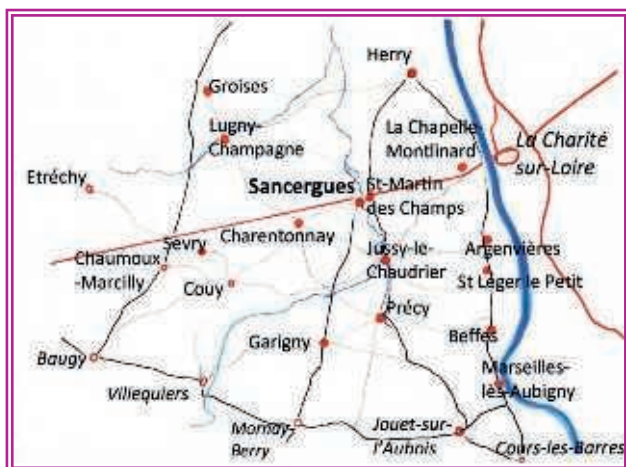 Herry
Groises
Lugny-
Champagne
La Chapelle-
Montlinard
La Charité
sur-Loire
Etréchy
Sancergues
St-Martin
des Champs
Sévry
Charentonnay
Chaumoux
-Marcilly
Couy
Jussy-le-
Chaudrier
Argenvières
St Léger le Petit
Précy
Beffes
Garigny
Baugy
Villequiers
Marseilles-
lès-Aubigny
Mornay-
Berry
Jouet-sur-
l'Aubois
Cours-les-Barres